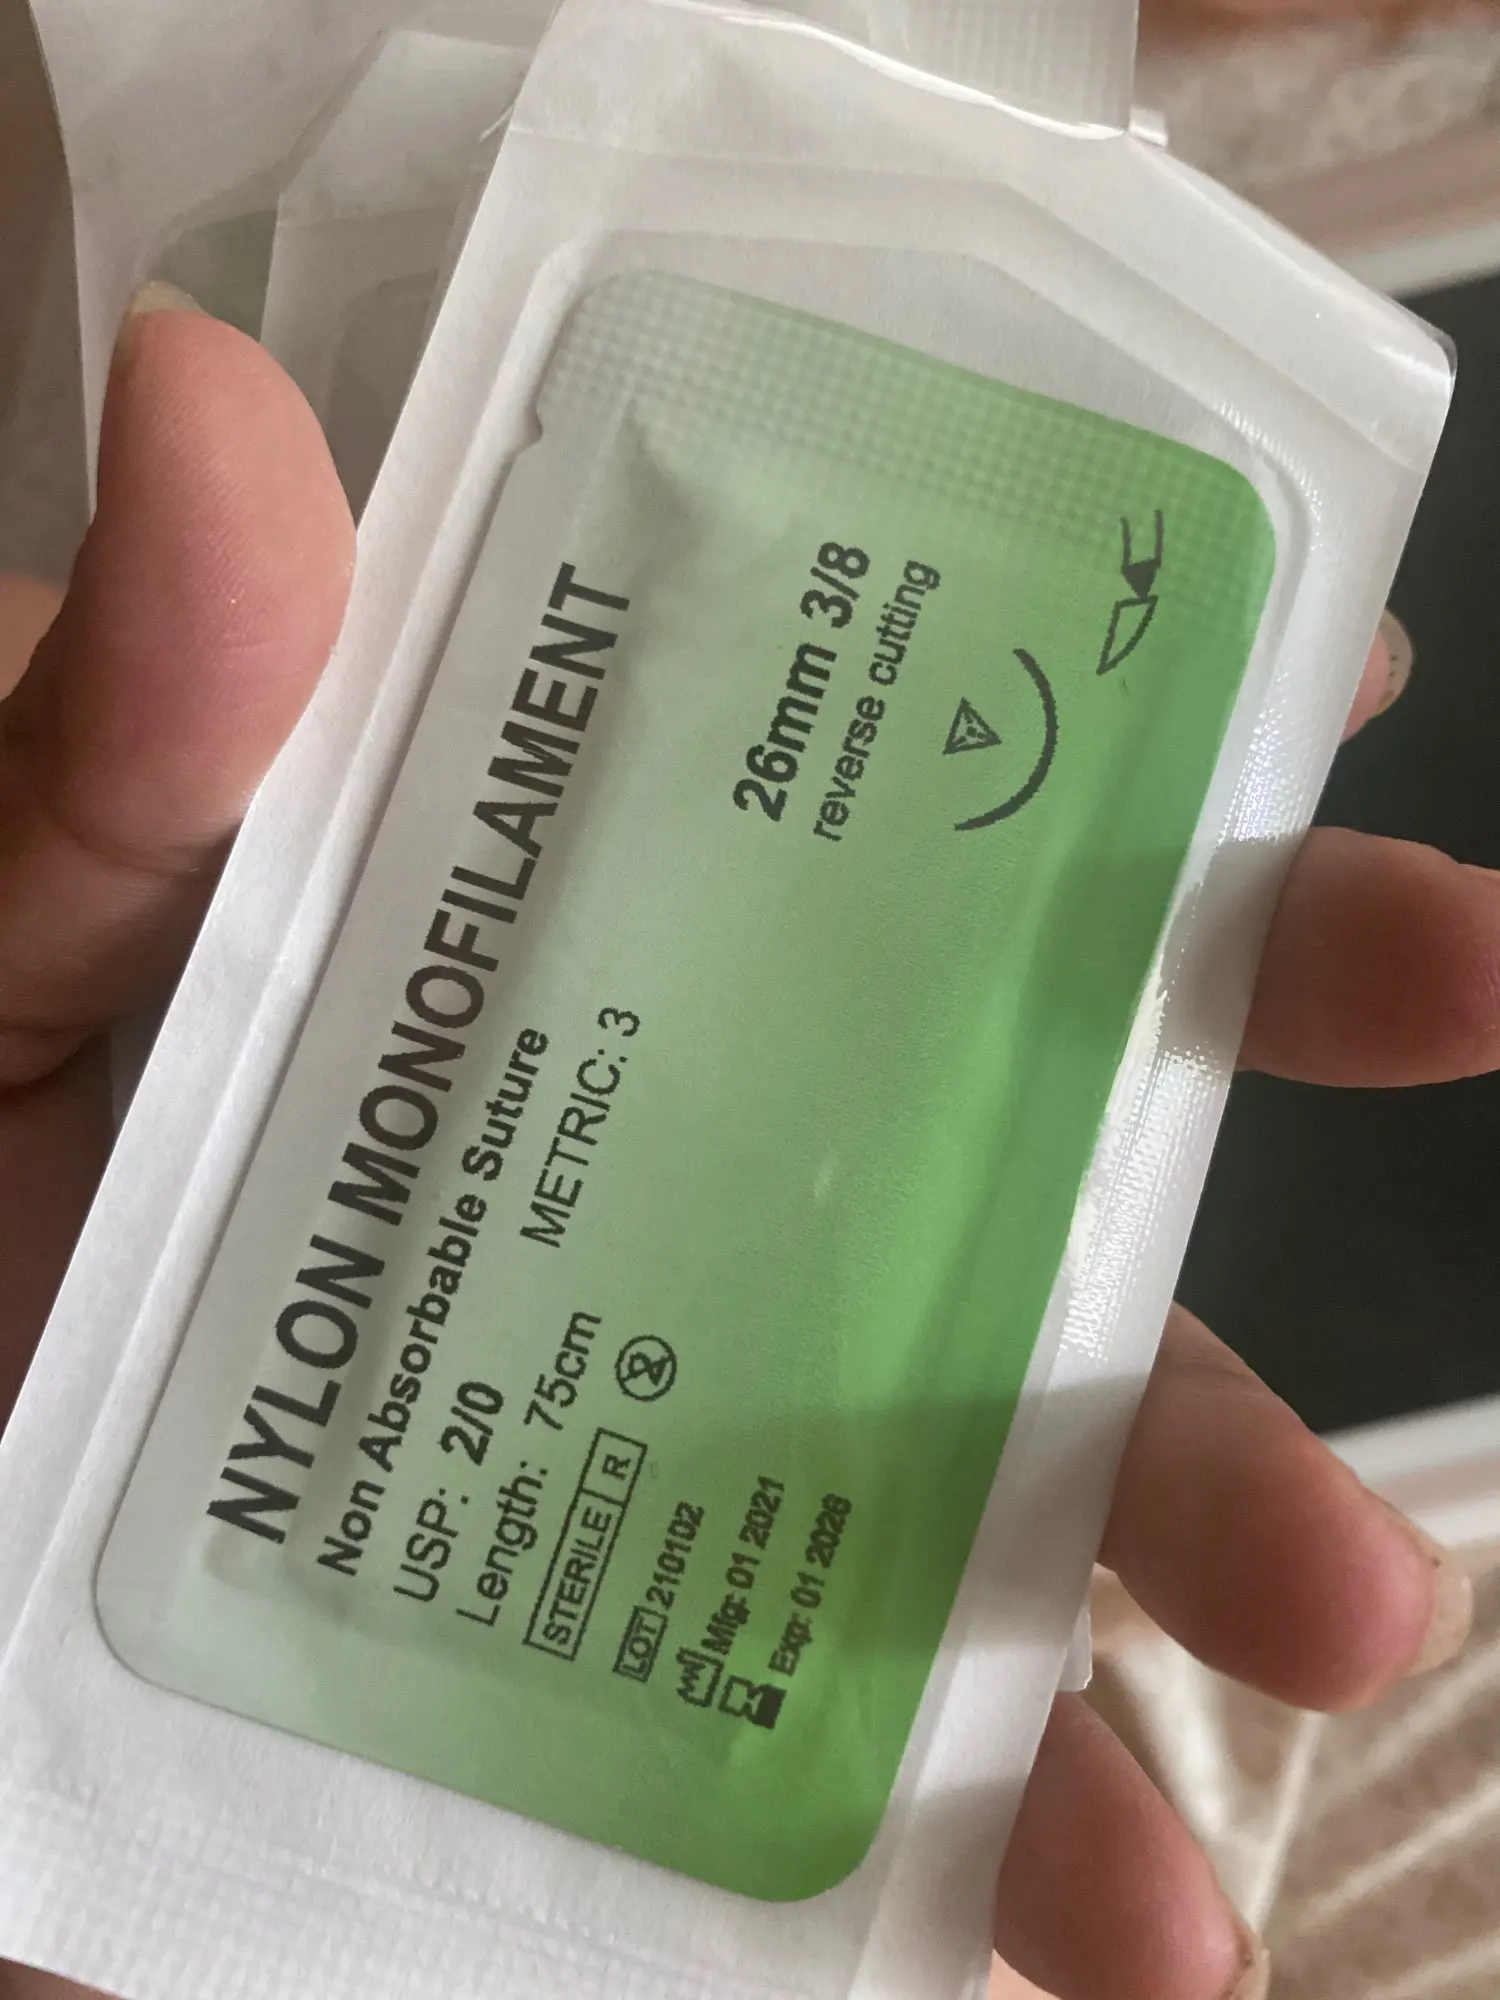 NYLON MONOFILAMENT
Non Absorbable Suture
USP: 2/0
METRIC: 3
Length: 75cm
STERILE R
2
LOT 210102
Mfg: 01 2021
Exp: 01 2026
26mm 3/8
reverse cutting